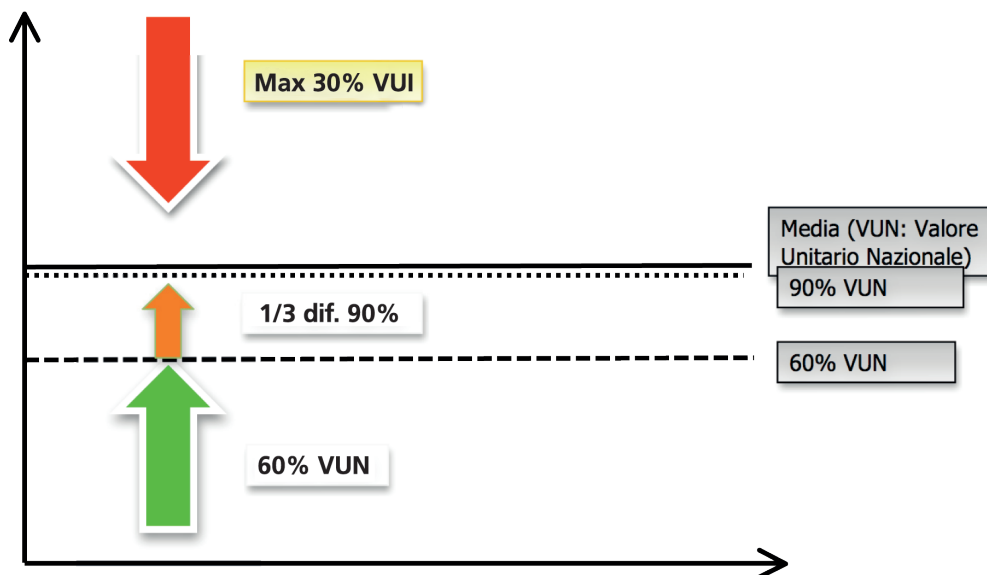 Max 30% VUI
Media (VUN: Valore
Unitario Nazionale)
90% VUN
1/3 dif. 90%
60% VUN
60% VUN